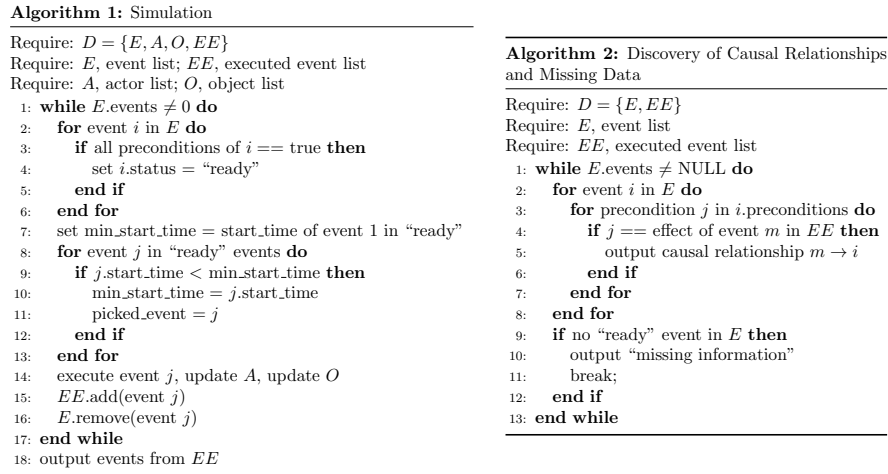 Algorithm 1: Simulation
Require: D = {E, A, O, EE}
Require: E, event list; EE, executed event list
Require: A, actor list; O, object list
1: while E.events ≠ 0 do
2: for event i in E do
3: if all preconditions of i == true then
4: set i.status = “ready”
5: end if
6: end for
7: set min_start_time = start_time of event 1 in “ready”
8: for event j in “ready” events do
9: if j.start_time < min_start_time then
10: min_start_time = j.start_time
11: picked_event = j
12: end if
13: end for
14: execute event j, update A, update O
15: EE.add(event j)
16: E.remove(event j)
17: end while
18: output events from EE
Algorithm 2: Discovery of Causal Relationships
and Missing Data
Require: D = {E, EE}
Require: E, event list
Require: EE, executed event list
1: while E.events ≠ NULL do
2: for event i in E do
3: for precondition j in i.preconditions do
4: if j == effect of event m in EE then
5: output causal relationship m → i
6: end if
7: end for
8: end for
9: if no “ready” event in E then
10: output “missing information”
11: break;
12: end if
13: end while